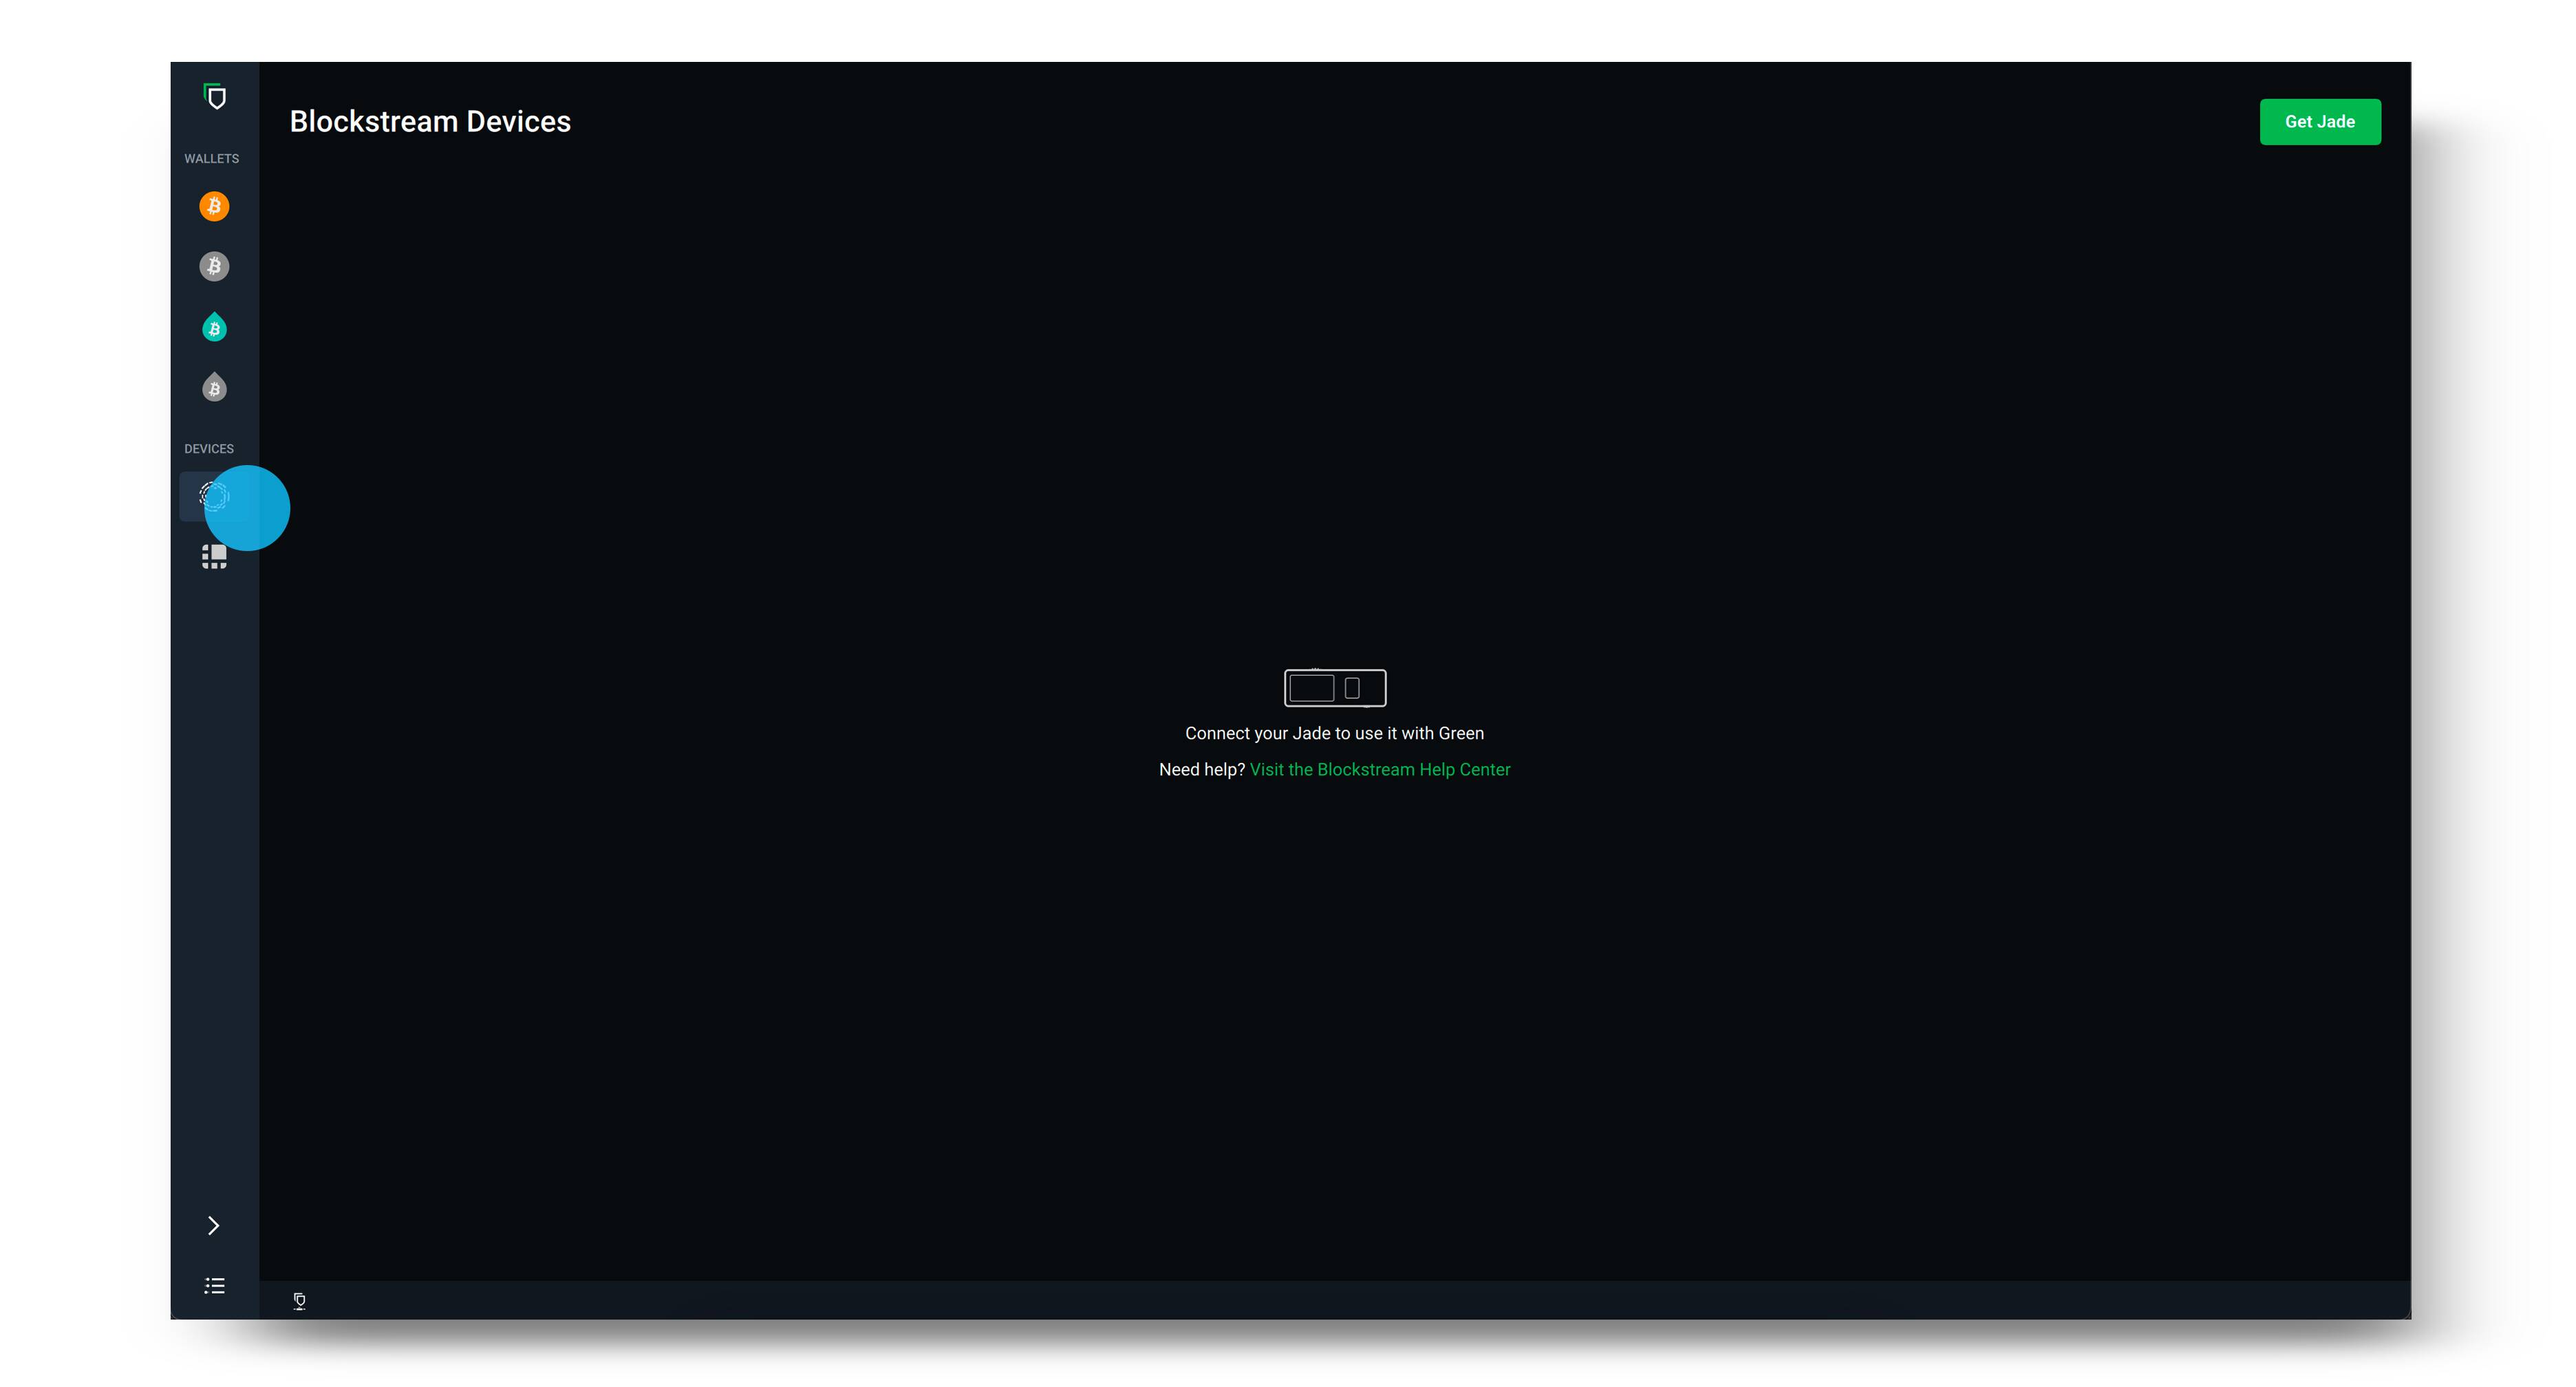 Blockstream Devices
Get Jade
WALLETS
DEVICES
Connect your Jade to use it with Green
Need help? Visit the Blockstream Help Center